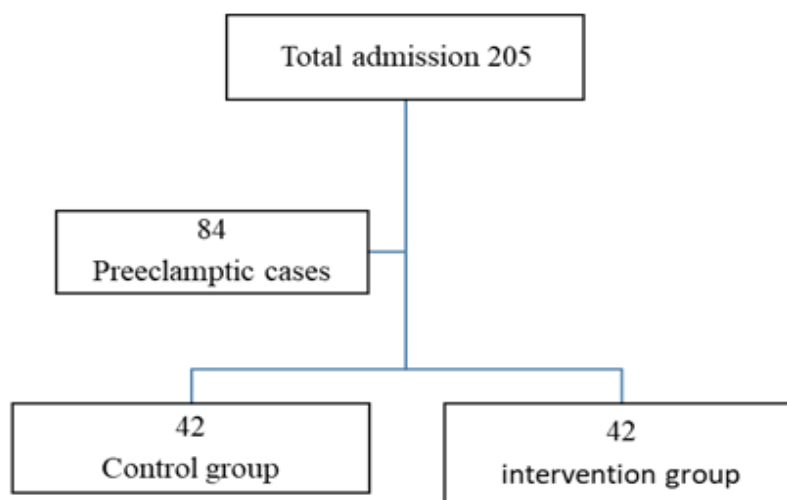 Total admission 205
84
Preeclamptic cases
42
Control group
42
intervention group